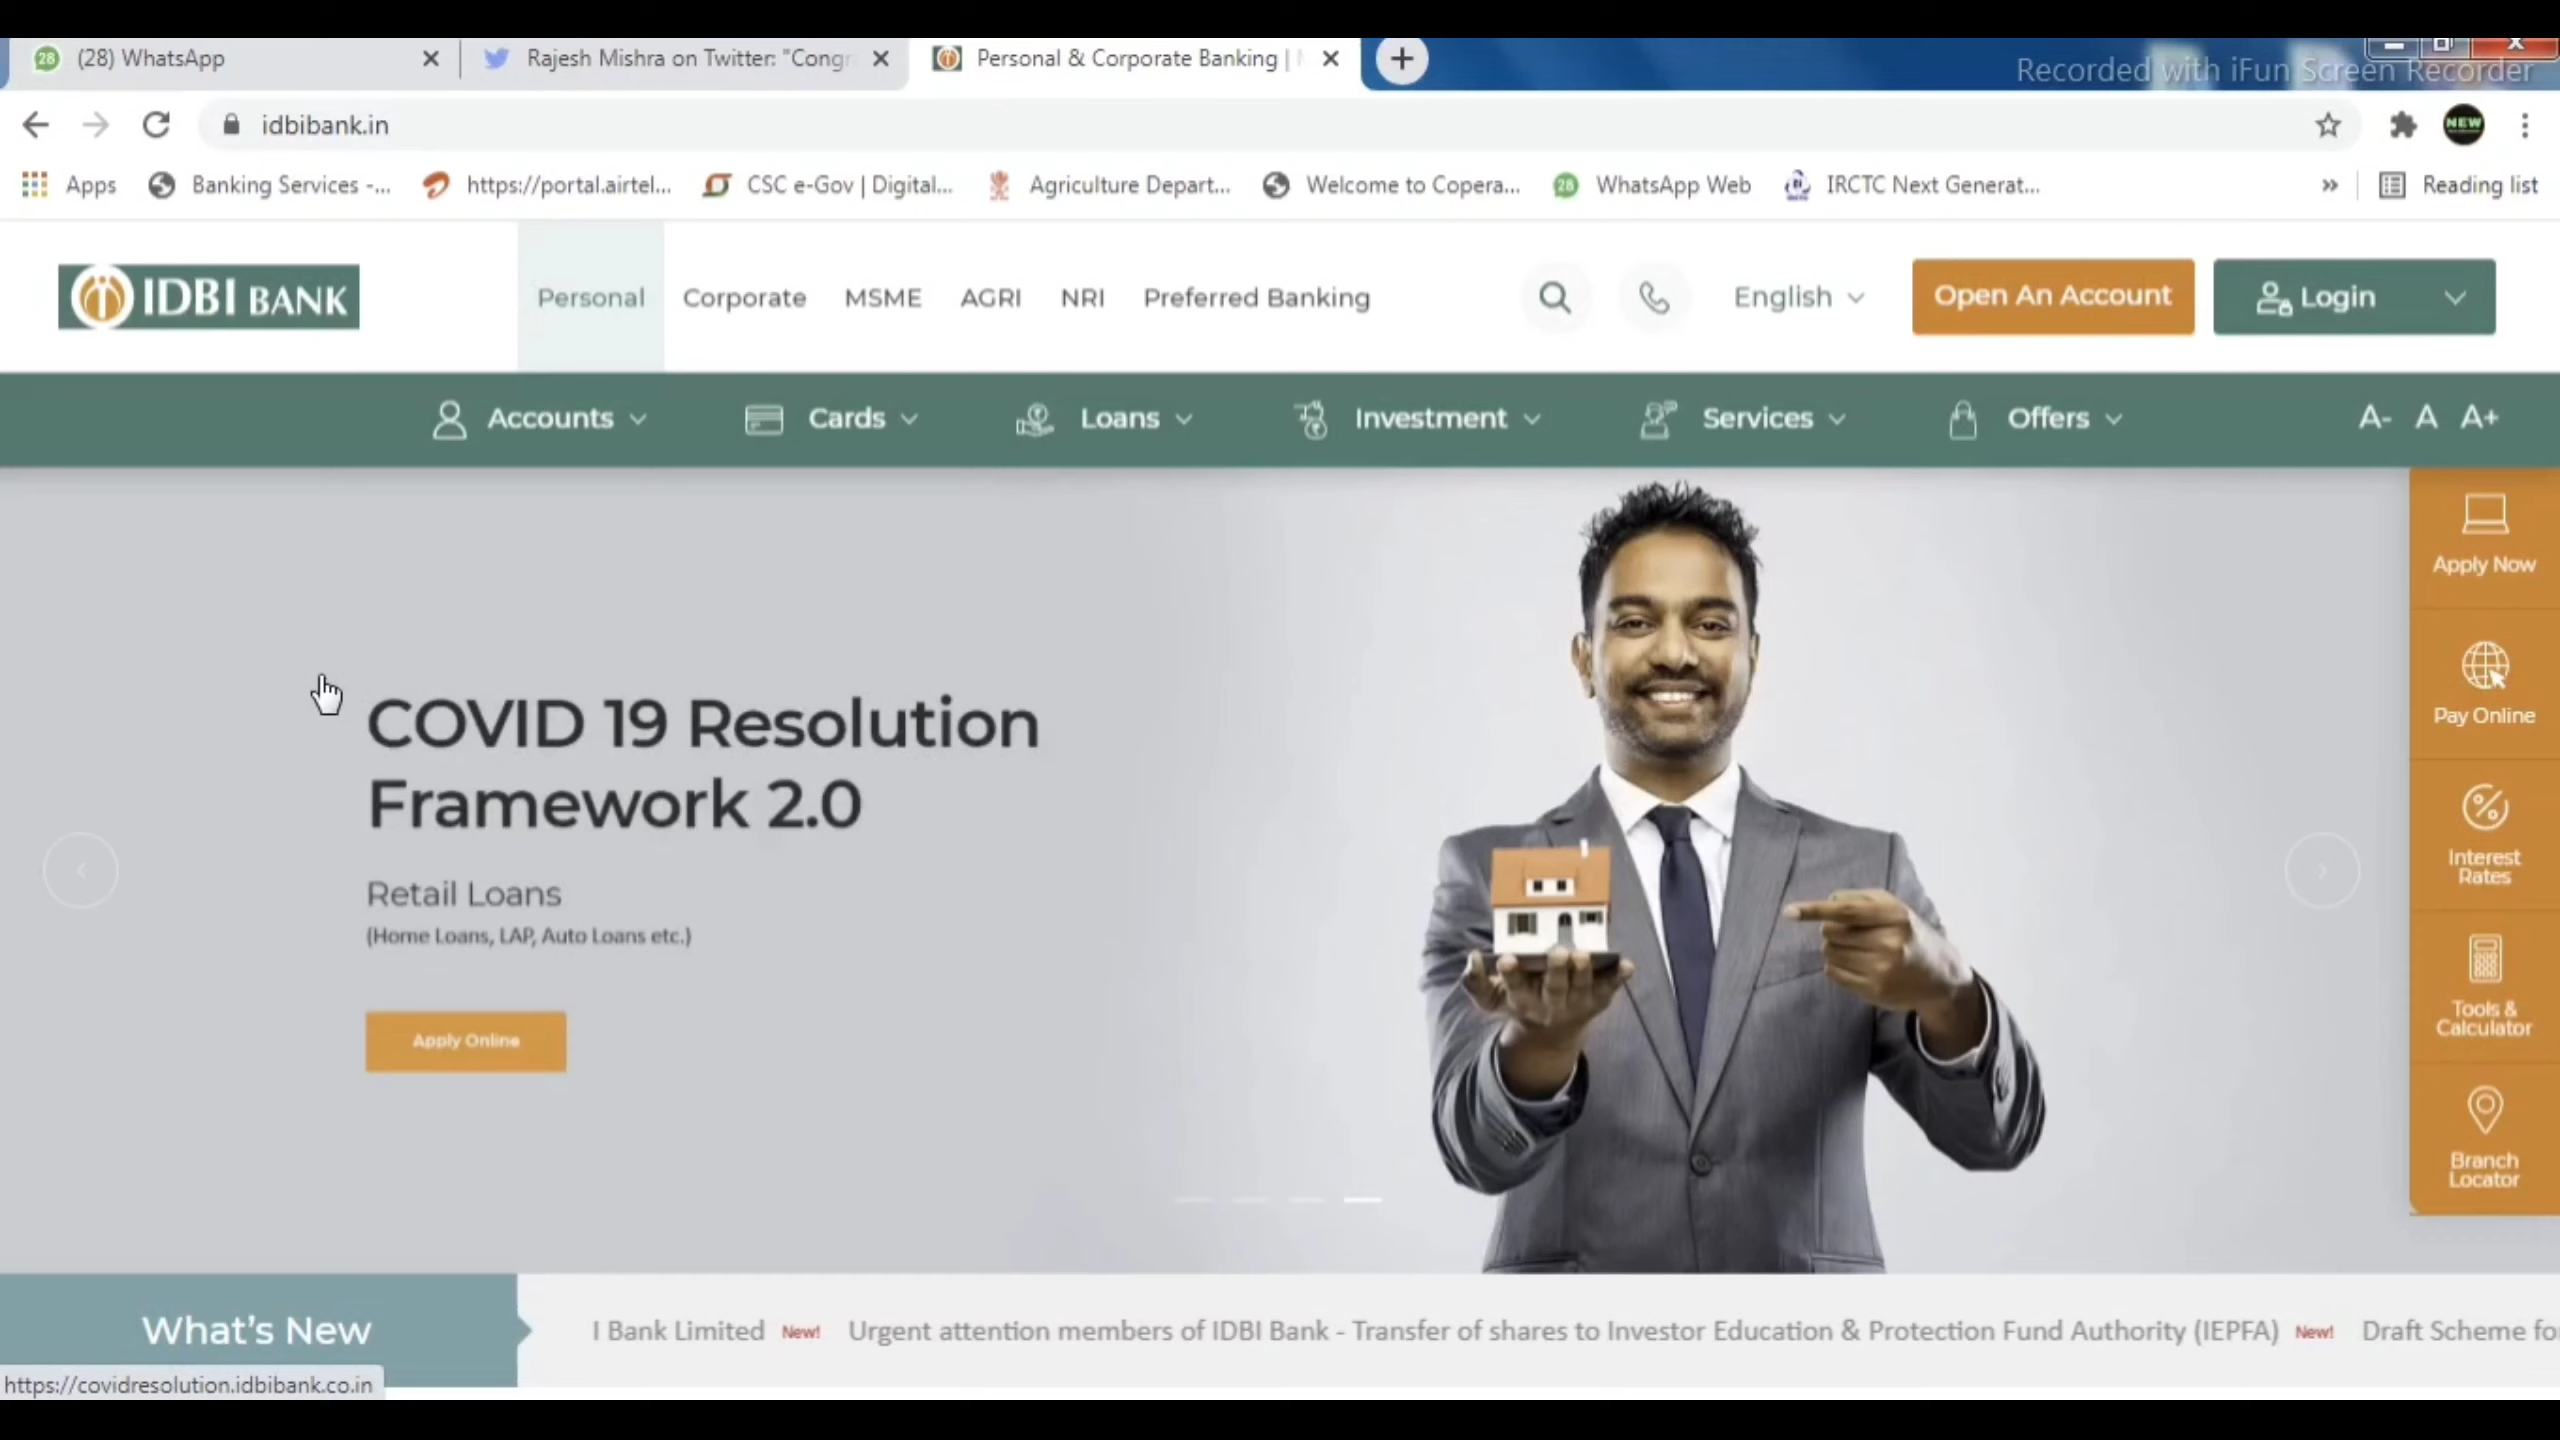 28 (28) WhatsApp
Rajesh Mishra on Twitter: "Congr
Personal & Corporate Banking |
Recorded with iFun Screen Recorder
idbibank.in
NEW
Apps
Banking Services -...
https://portal.airtel...
CSC e-Gov | Digital...
Agriculture Depart...
Welcome to Copera...
28 WhatsApp Web
IRCTC Next Generat...
»
Reading list
IDBI BANK
Personal
Corporate
MSME
AGRI
NRI
Preferred Banking
English
Open An Account
Login
Accounts
Cards
Loans
Investment
Services
Offers
A- A A+
Apply Now
Pay Online
Interest
Rates
Tools &
Calculator
Branch
Locator
COVID 19 Resolution
Framework 2.0
Retail Loans
(Home Loans, LAP, Auto Loans etc.)
Apply Online
What's New
I Bank Limited New! Urgent attention members of IDBI Bank - Transfer of shares to Investor Education & Protection Fund Authority (IEPFA) New! Draft Scheme fo
https://covidresolution.idbibank.co.in